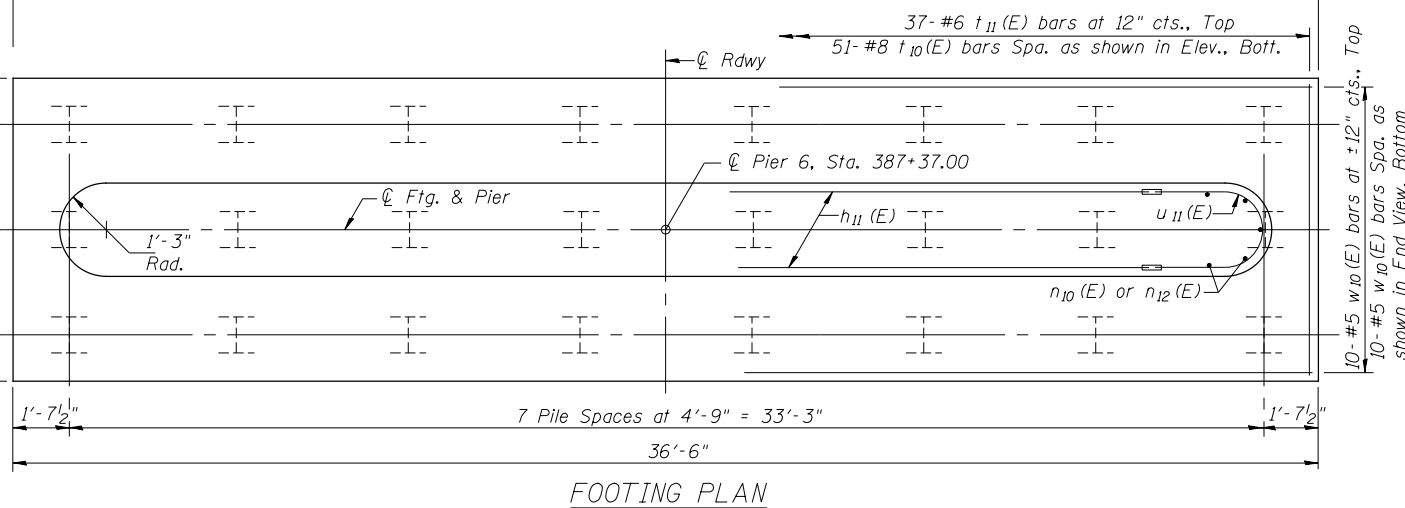 37- #6 t11(E) bars at 12" cts., Top
51- #8 t10(E) bars Spa. as shown in Elev., Bott.
℄ Rdwy
10- #5 w10(E) bars at ±12" cts., Top
10- #5 w10(E) bars Spa. as
shown in End View, Bottom
℄ Pier 6, Sta. 387+37.00
℄ Ftg. & Pier
h11(E)
u11(E)
1'-3"
Rad.
n10(E) or n12(E)
1'-7½"
7 Pile Spaces at 4'-9" = 33'-3"
1'-7½"
36'-6"
FOOTING PLAN